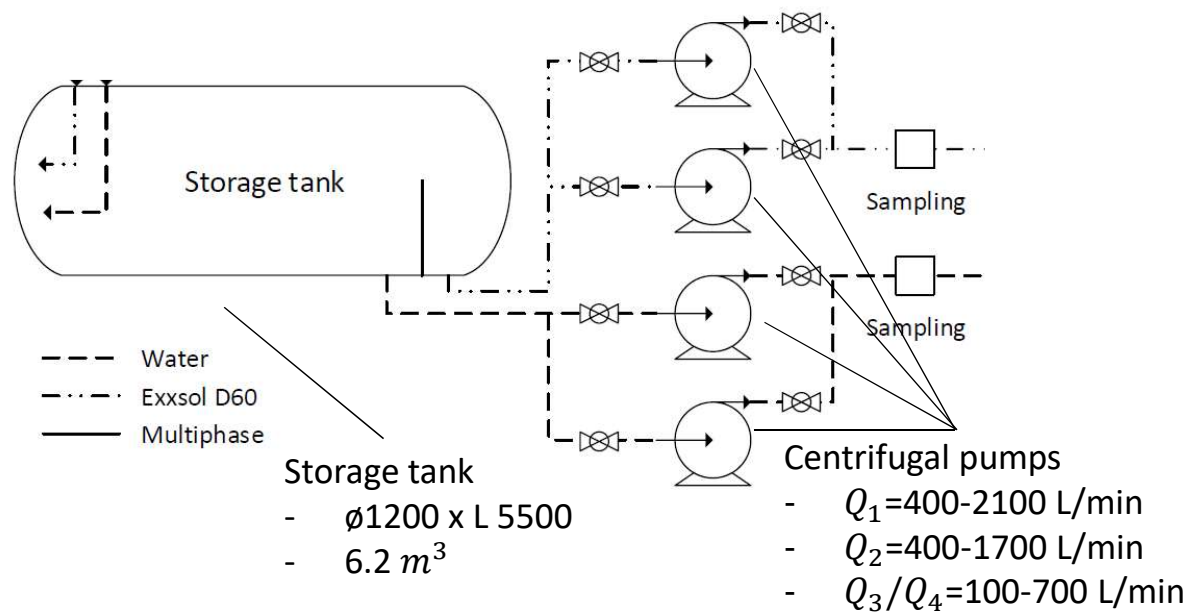 Storage tank
Sampling
Sampling
Water
Exxsol D60
Multiphase
Storage tank
- ø1200 x L 5500
- 6.2 m³
Centrifugal pumps
- Q₁=400-2100 L/min
- Q₂=400-1700 L/min
- Q₃/Q₄=100-700 L/min